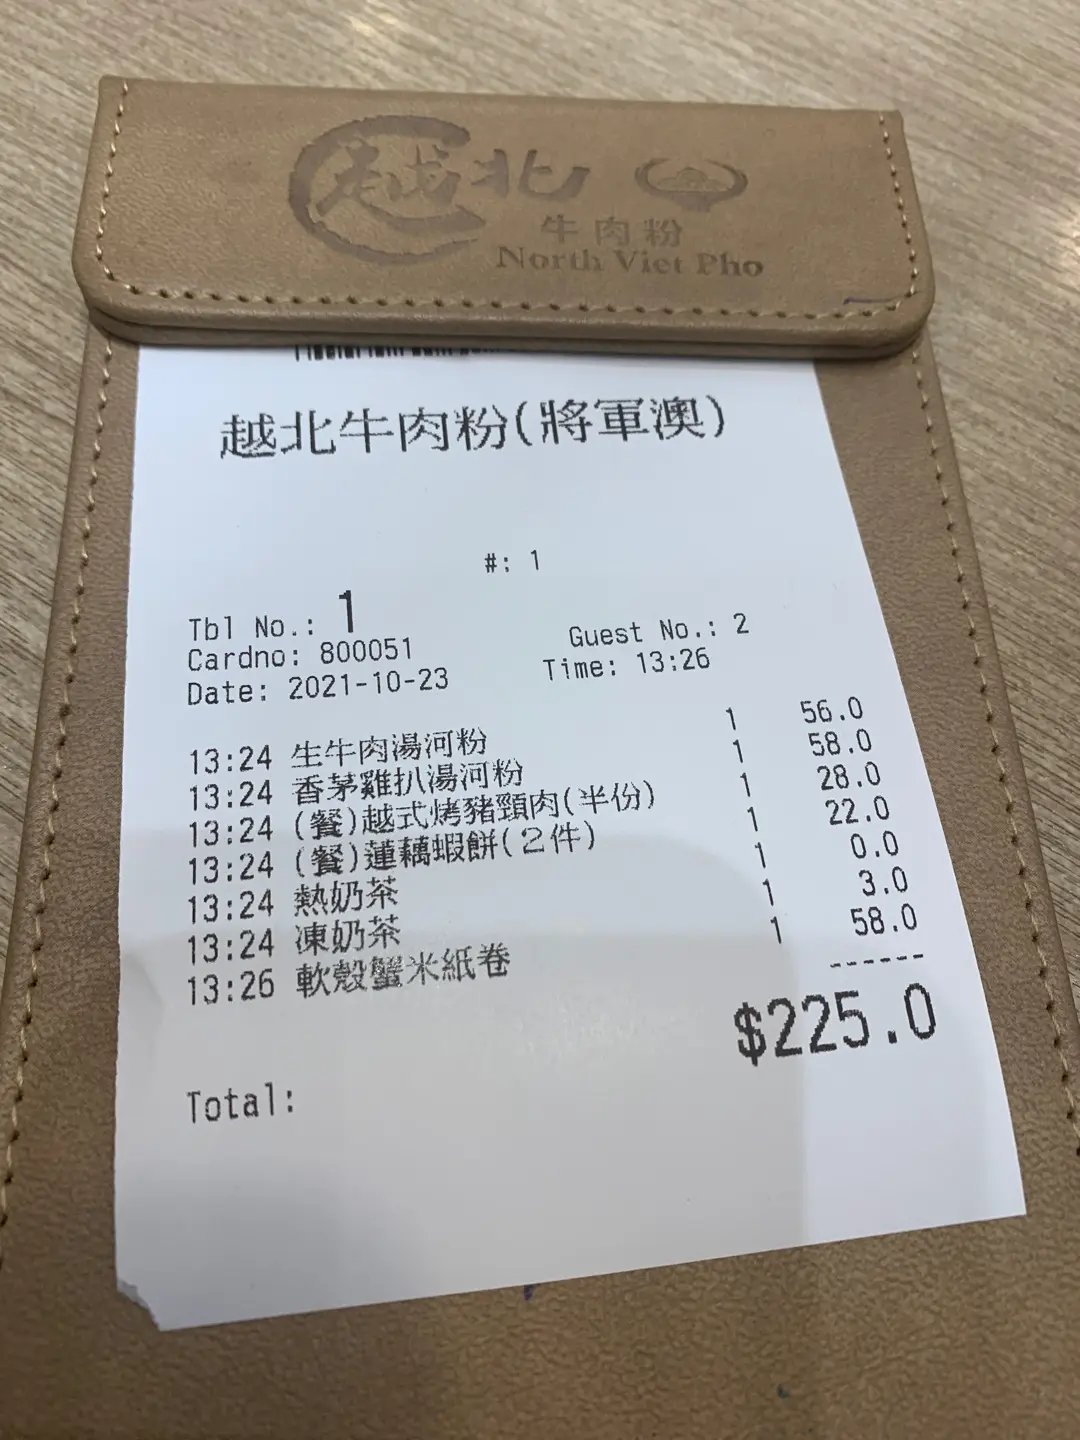 越北
牛肉粉
North Viet Pho
越北牛肉粉(將軍澳)
#: 1
Tbl No.: 1
Guest No.: 2
Cardno: 800051
Time: 13:26
Date: 2021-10-23
13:24 生牛肉湯河粉 1 56.0
13:24 香茅雞扒湯河粉 1 58.0
13:24 (餐)越式烤豬頸肉(半份) 1 28.0
13:24 (餐)蓮藕蝦餅(2件) 1 22.0
13:24 熱奶茶 1 0.0
13:24 凍奶茶 1 3.0
13:26 軟殼蟹米紙卷 1 58.0
------
$225.0
Total: